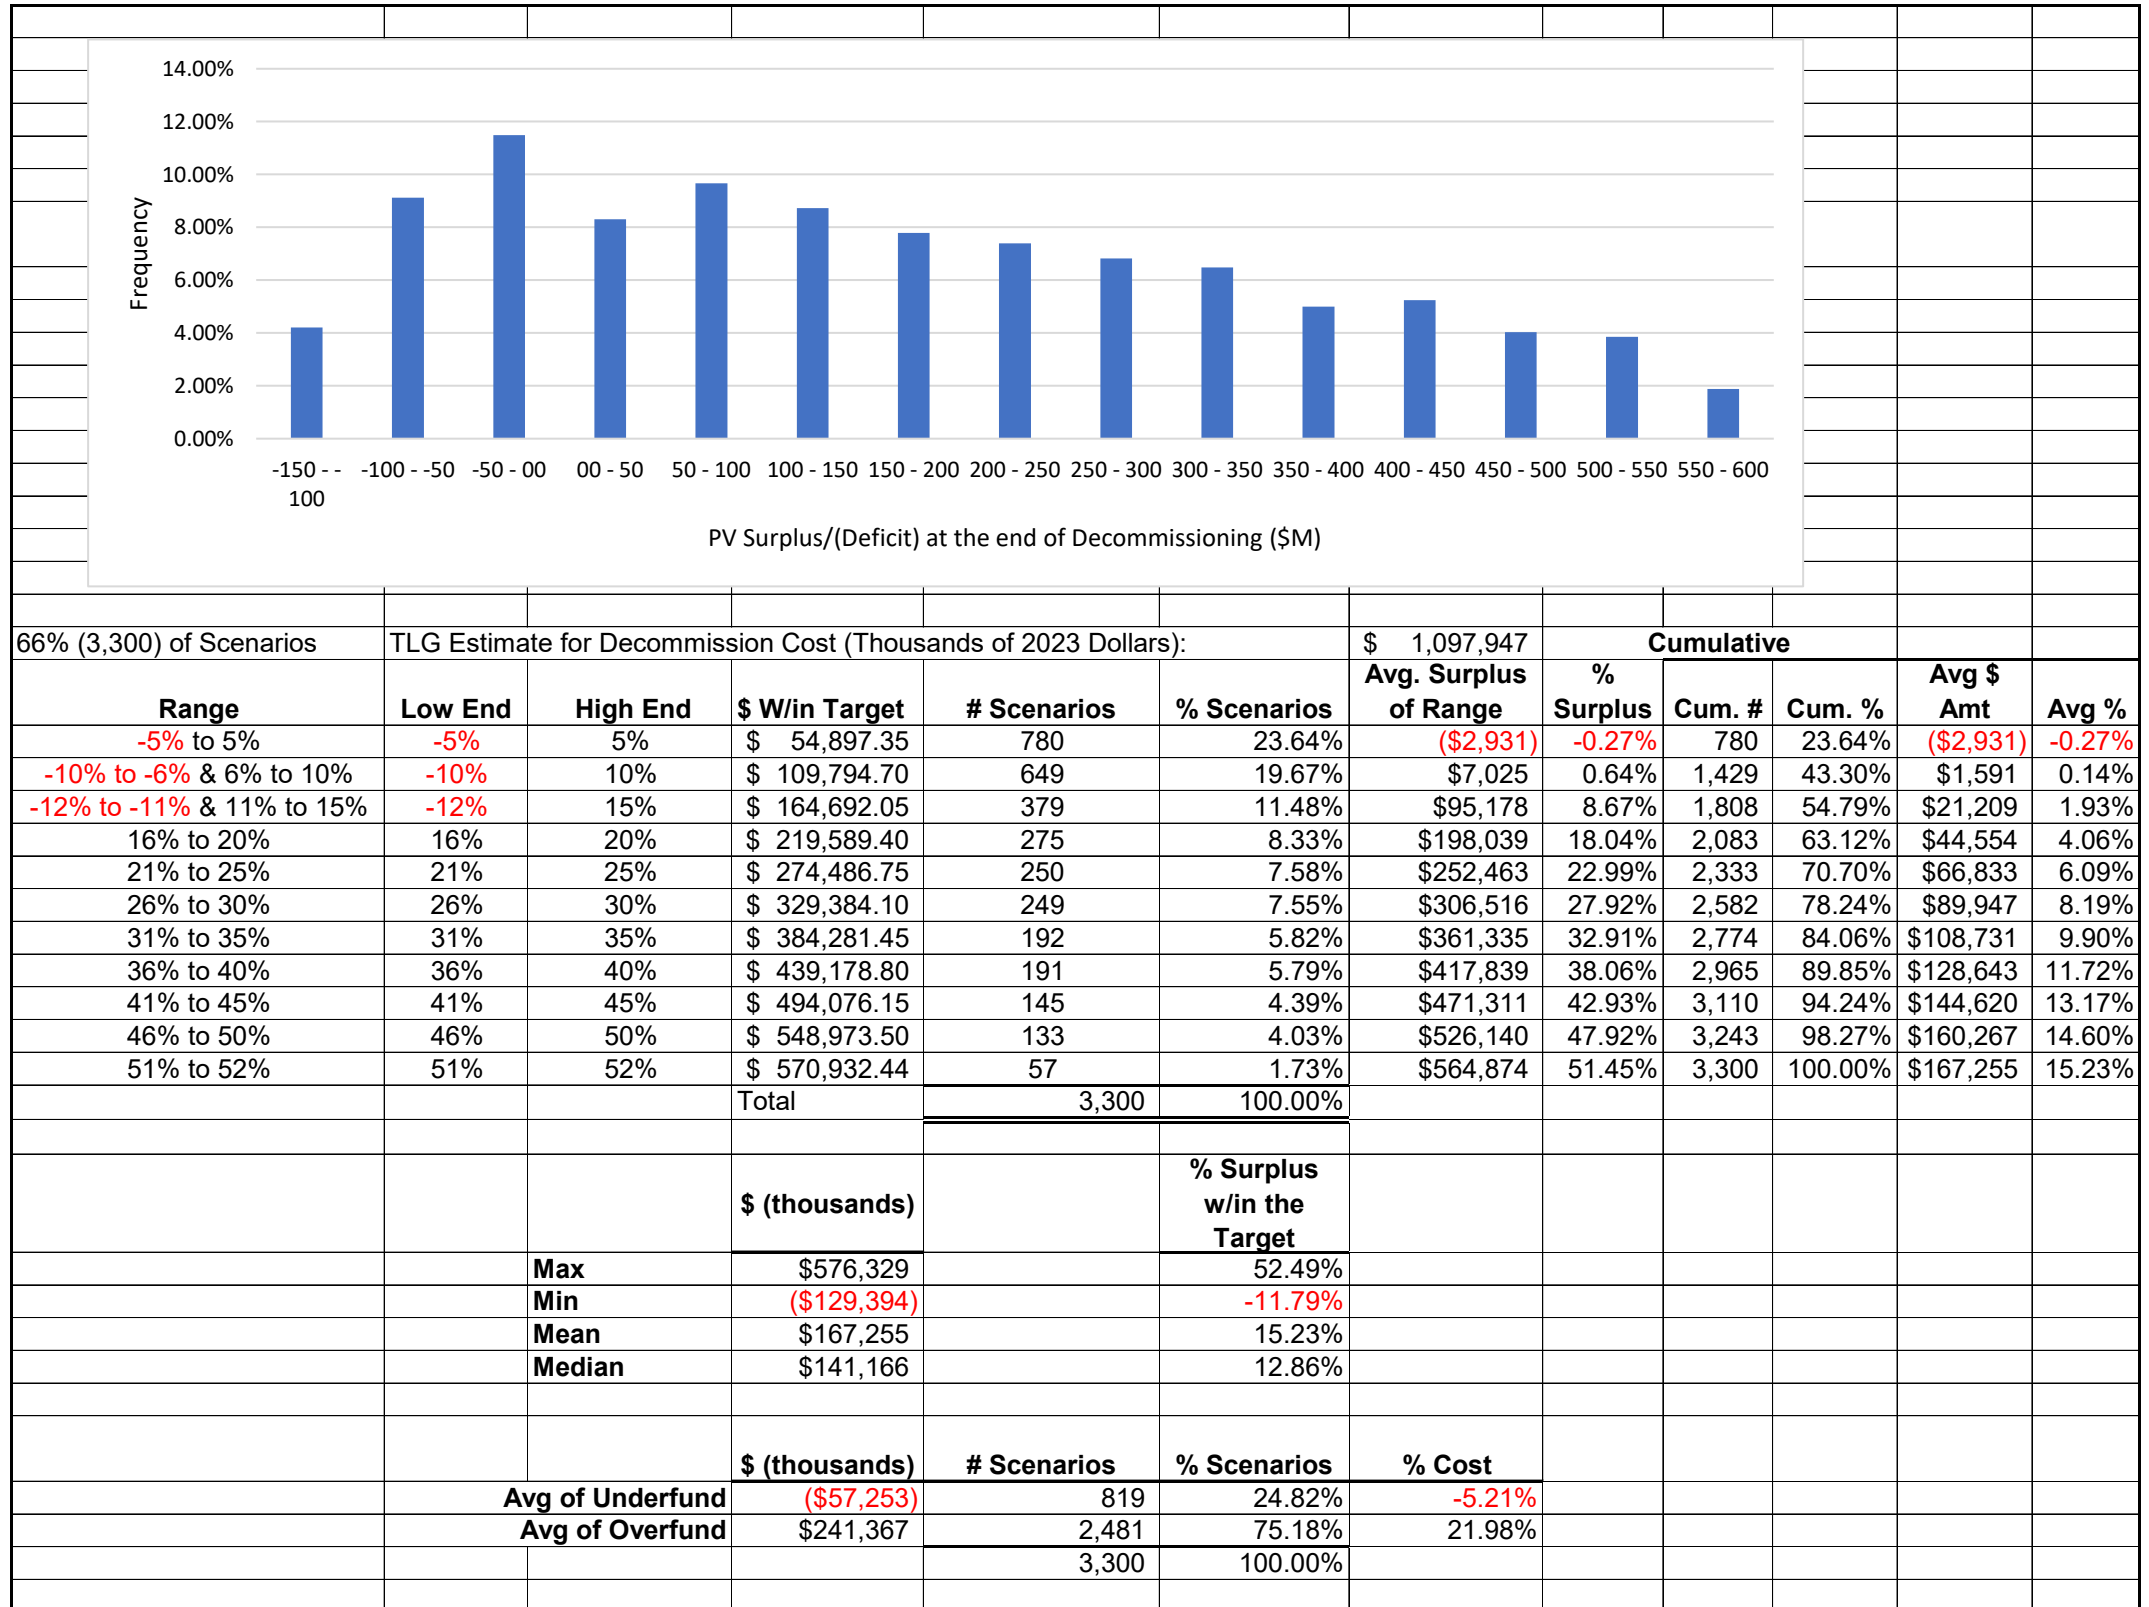 14.00%
12.00%
10.00%
8.00%
6.00%
4.00%
2.00%
0.00%
Frequency
-150 - - 100 -100 - -50 -50 - 00 00 - 50 50 - 100 100 - 150 150 - 200 200 - 250 250 - 300 300 - 350 350 - 400 400 - 450 450 - 500 500 - 550 550 - 600
PV Surplus/(Deficit) at the end of Decommissioning ($M)
66% (3,300) of Scenarios TLG Estimate for Decommission Cost (Thousands of 2023 Dollars): $ 1,097,947 Cumulative
Range Low End High End $ W/in Target # Scenarios % Scenarios Avg. Surplus of Range % Surplus Cum. # Cum. % Avg $ Amt Avg %
-5% to 5% -5% 5% $ 54,897.35 780 23.64% ($2,931) -0.27% 780 23.64% ($2,931) -0.27%
-10% to -6% & 6% to 10% -10% 10% $ 109,794.70 649 19.67% $7,025 0.64% 1,429 43.30% $1,591 0.14%
-12% to -11% & 11% to 15% -12% 15% $ 164,692.05 379 11.48% $95,178 8.67% 1,808 54.79% $21,209 1.93%
16% to 20% 16% 20% $ 219,589.40 275 8.33% $198,039 18.04% 2,083 63.12% $44,554 4.06%
21% to 25% 21% 25% $ 274,486.75 250 7.58% $252,463 22.99% 2,333 70.70% $66,833 6.09%
26% to 30% 26% 30% $ 329,384.10 249 7.55% $306,516 27.92% 2,582 78.24% $89,947 8.19%
31% to 35% 31% 35% $ 384,281.45 192 5.82% $361,335 32.91% 2,774 84.06% $108,731 9.90%
36% to 40% 36% 40% $ 439,178.80 191 5.79% $417,839 38.06% 2,965 89.85% $128,643 11.72%
41% to 45% 41% 45% $ 494,076.15 145 4.39% $471,311 42.93% 3,110 94.24% $144,620 13.17%
46% to 50% 46% 50% $ 548,973.50 133 4.03% $526,140 47.92% 3,243 98.27% $160,267 14.60%
51% to 52% 51% 52% $ 570,932.44 57 1.73% $564,874 51.45% 3,300 100.00% $167,255 15.23%
Total 3,300 100.00%
$ (thousands) % Surplus w/in the Target
Max $576,329 52.49%
Min ($129,394) -11.79%
Mean $167,255 15.23%
Median $141,166 12.86%
$ (thousands) # Scenarios % Scenarios % Cost
Avg of Underfund ($57,253) 819 24.82% -5.21%
Avg of Overfund $241,367 2,481 75.18% 21.98%
3,300 100.00%